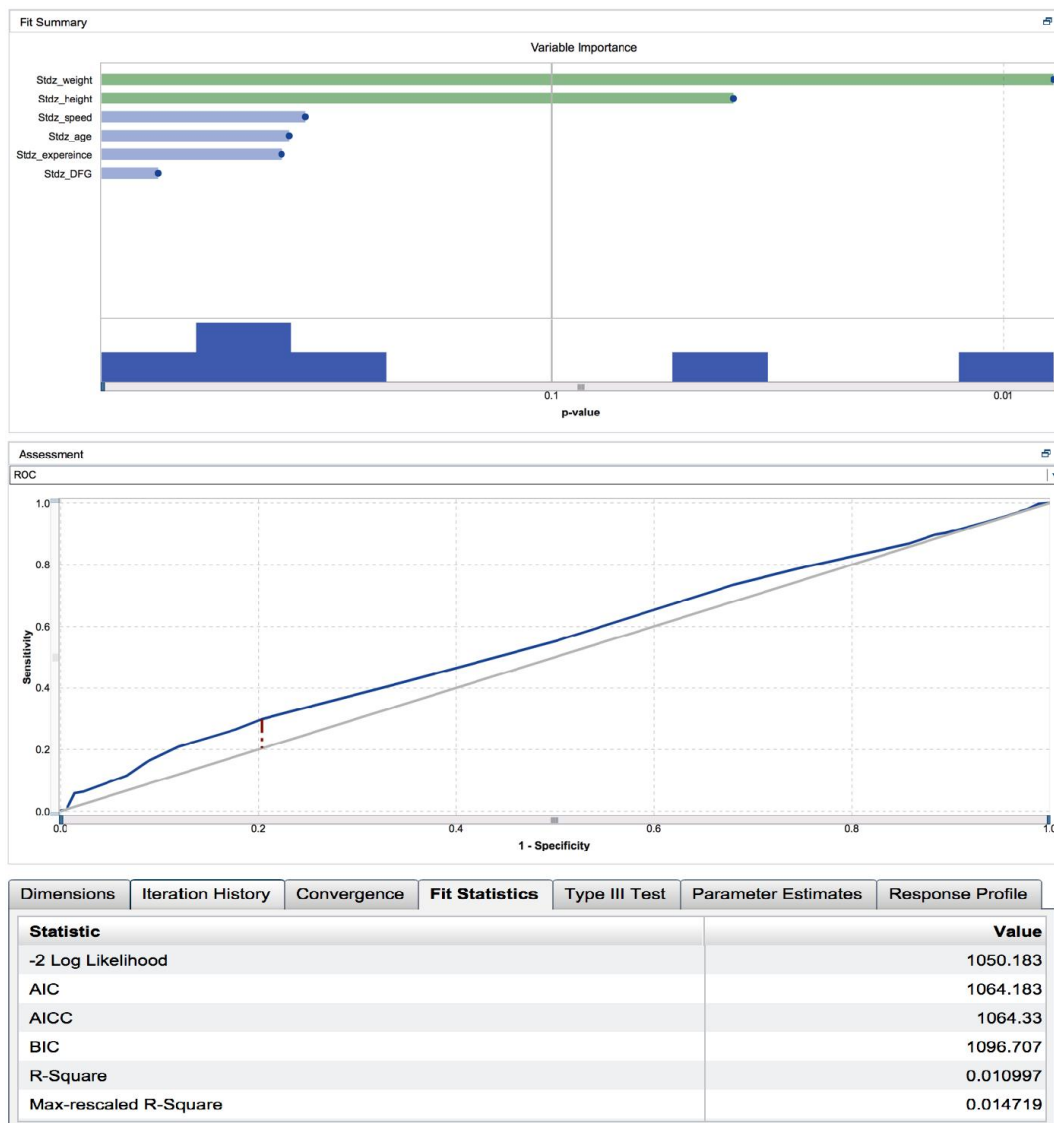 Fit Summary
Variable Importance
Stdz_weight
Stdz_height
Stdz_speed
Stdz_age
Stdz_expereince
Stdz_DFG
0.1
0.01
p-value
Assessment
ROC
1.0
0.8
0.6
0.4
0.2
0.0
Sensitivity
0.0
0.2
0.4
0.6
0.8
1.0
1 - Specificity
Dimensions Iteration History Convergence Fit Statistics Type III Test Parameter Estimates Response Profile
Statistic Value
-2 Log Likelihood 1050.183
AIC 1064.183
AICC 1064.33
BIC 1096.707
R-Square 0.010997
Max-rescaled R-Square 0.014719